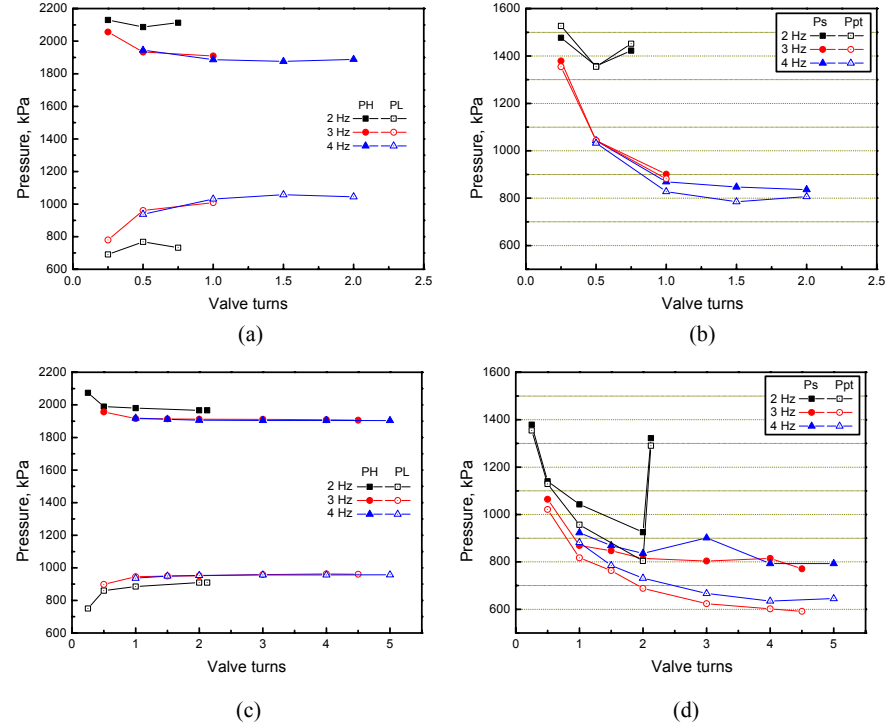 2200
2000
1800
1600
1400
1200
1000
800
600
Pressure, kPa
0.0 0.5 1.0 1.5 2.0 2.5
Valve turns
PH PL
2 Hz
3 Hz
4 Hz
(a)
1600
1400
1200
1000
800
600
Pressure, kPa
0.0 0.5 1.0 1.5 2.0 2.5
Valve turns
Ps Ppt
2 Hz
3 Hz
4 Hz
(b)
2200
2000
1800
1600
1400
1200
1000
800
600
Pressure, kPa
0 1 2 3 4 5
Valve turns
PH PL
2 Hz
3 Hz
4 Hz
(c)
1600
1400
1200
1000
800
600
Pressure, kPa
0 1 2 3 4 5
Valve turns
Ps Ppt
2 Hz
3 Hz
4 Hz
(d)